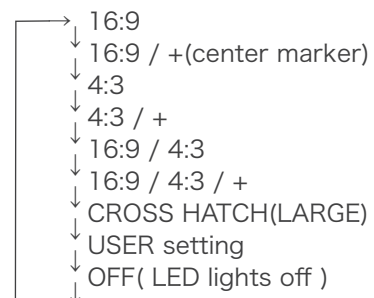 16:9
16:9 / +(center marker)
4:3
4:3 / +
16:9 / 4:3
16:9 / 4:3 / +
CROSS HATCH(LARGE)
USER setting
OFF( LED lights off )